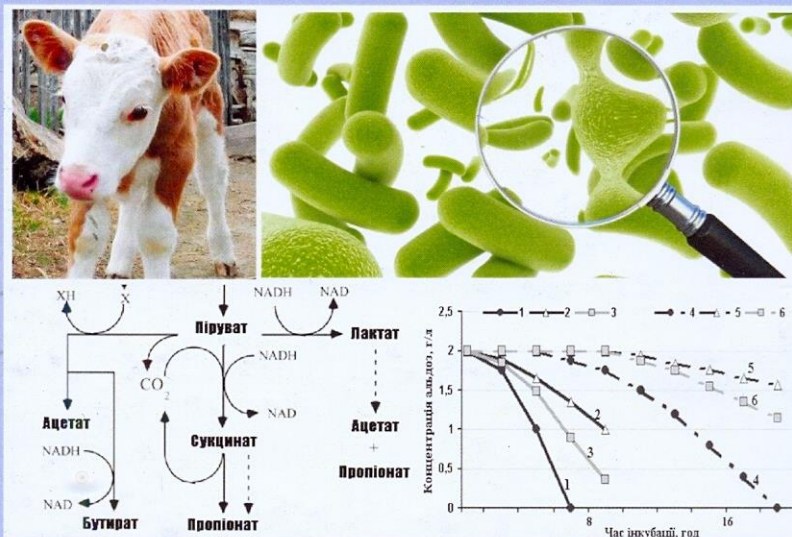 XH X
NADH NAD
Піруват
Лактат
CO2
NADH
NAD
Ацетат
Сукцинат
Ацетат
+
Пропіонат
NADH
NAD
Бутират
Пропіонат
Концентрація альдоз, г/л
2,5
2
1,5
1
0,5
0
1 2 3 4 5 6
5
2
6
3
1
4
8 16
Час інкубації, год